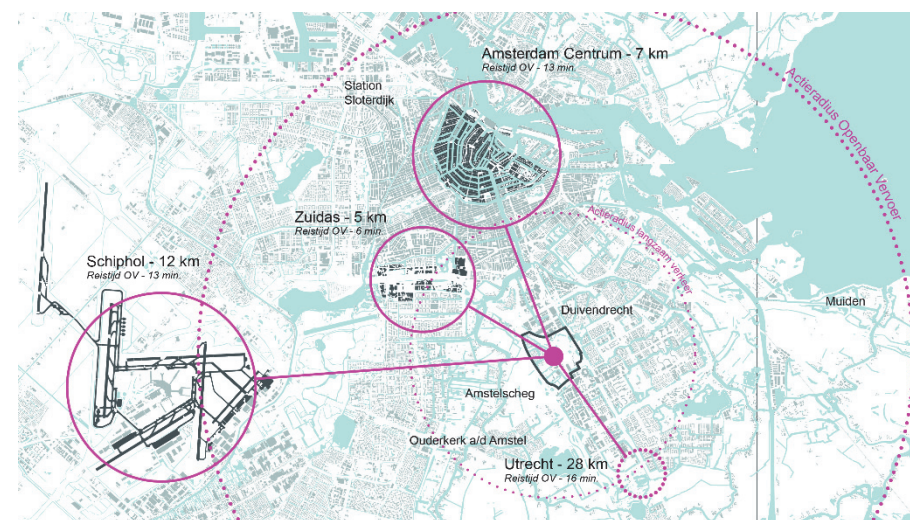 Amsterdam Centrum - 7 km
Reistijd OV - 13 min.
Station
Sloterdijk
Actieradius Openbaar Vervoer
Zuidas - 5 km
Reistijd OV - 6 min.
Actieradius langzaam verkeer
Schiphol - 12 km
Reistijd OV - 13 min.
Duivendrecht
Muiden
Amstelscheg
Ouderkerk a/d Amstel
Utrecht - 28 km
Reistijd OV - 16 min.